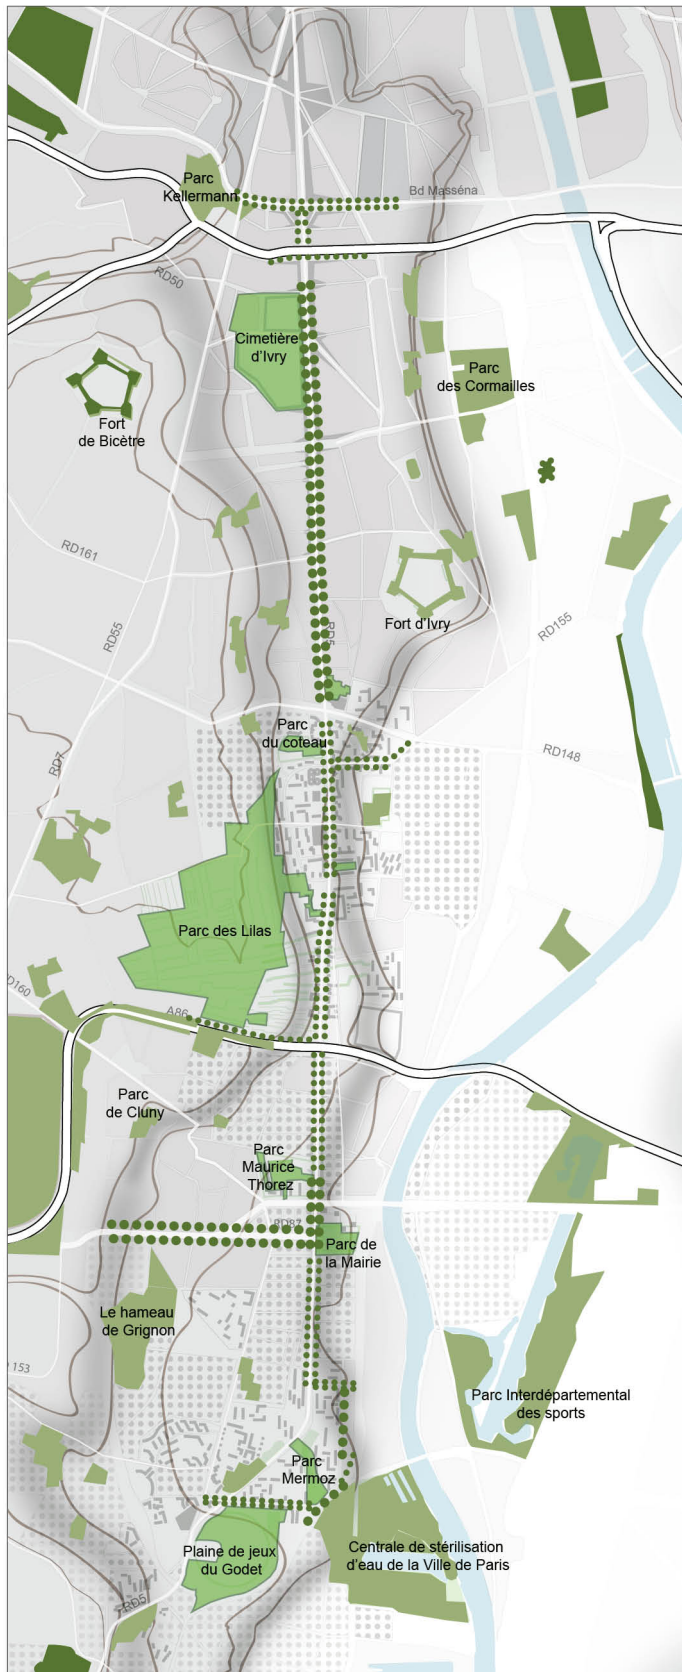 Parc
Kellermann
Bd Masséna
RD50
Cimetière
d'Ivry
Parc
des Cormailles
Fort
de Bicètre
RD161
RD55
Fort d'Ivry
RD5
RD155
Parc
du coteau
RD148
RD7
Parc des Lilas
RD160
A86
Parc
de Cluny
Parc
Maurice
Thorez
RD87
Parc de
la Mairie
Le hameau
de Grignon
153
Parc Interdépartemental
des sports
Parc
Mermoz
Plaine de jeux
du Godet
Centrale de stérilisation
d'eau de la Ville de Paris
RD5